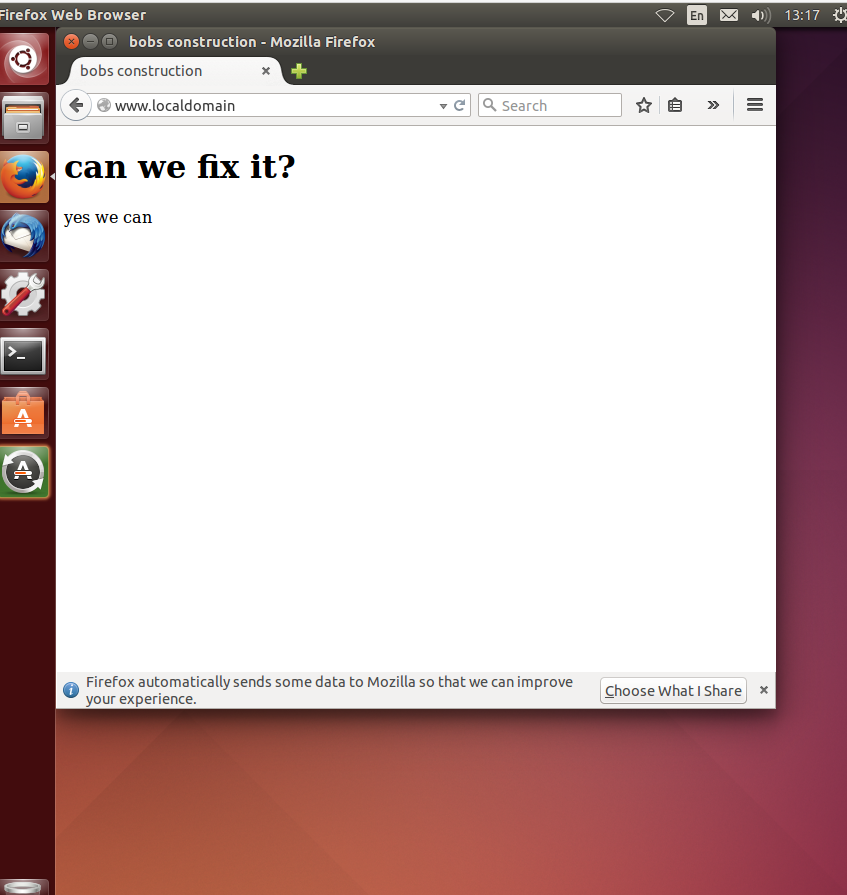 Firefox Web Browser
En
13:17
bobs construction - Mozilla Firefox
bobs construction
www.localdomain
Search
can we fix it?
yes we can
Firefox automatically sends some data to Mozilla so that we can improve
your experience.
Choose What I Share